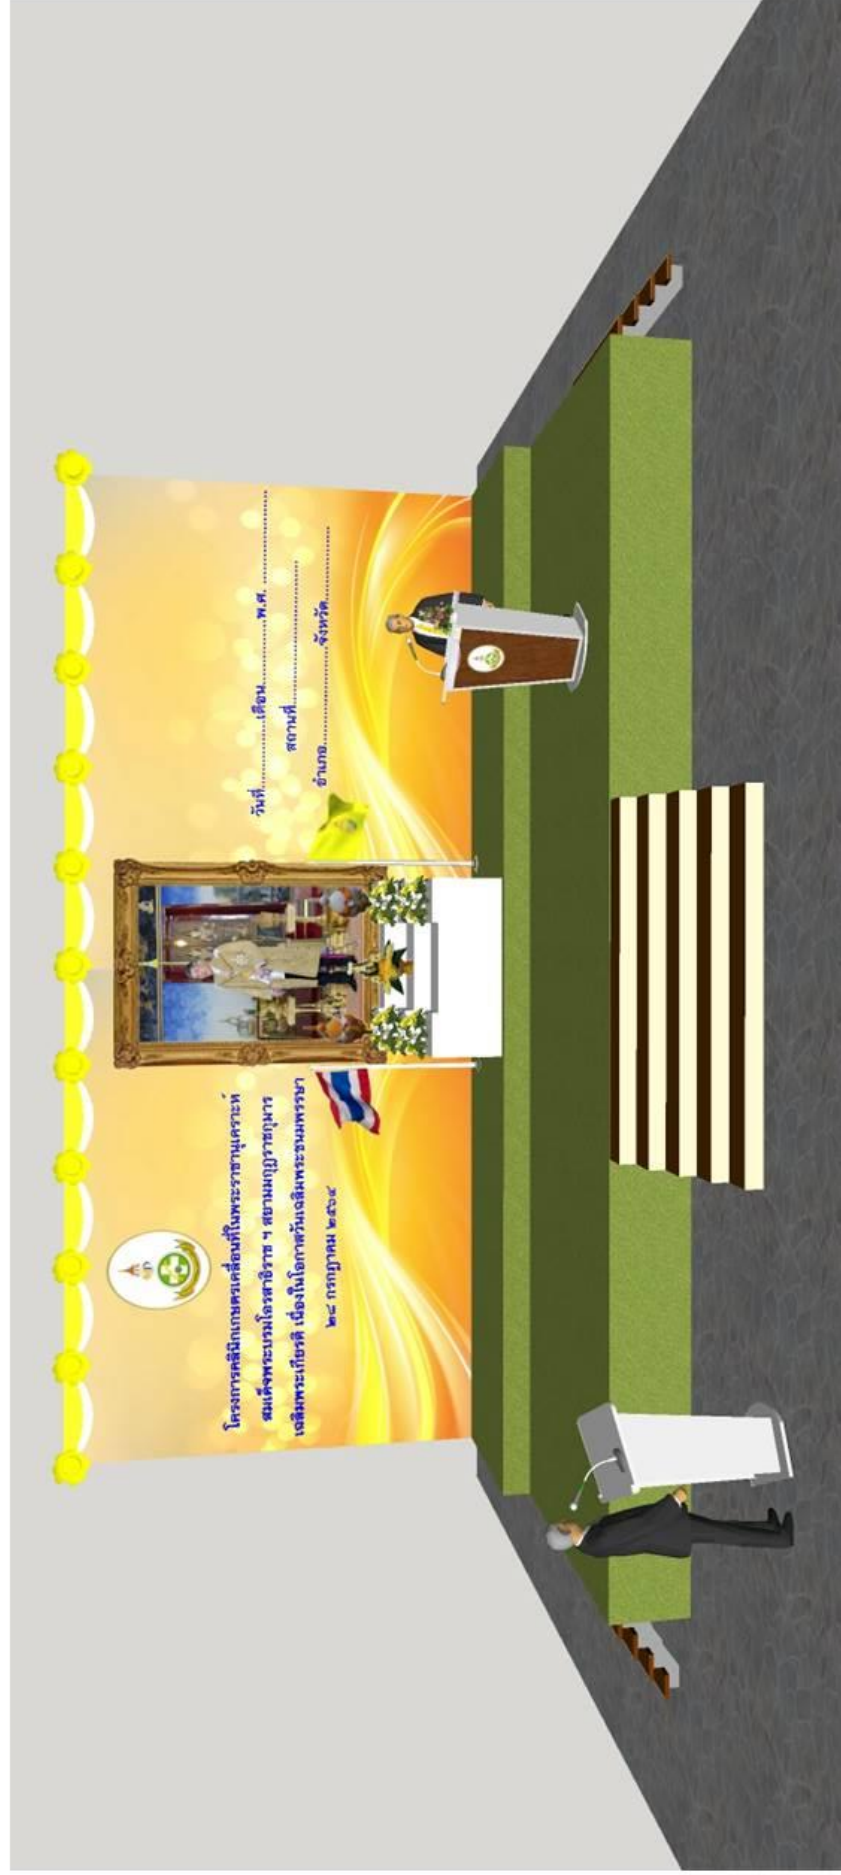 โครงการคลินิกเกษตรเคลื่อนที่ในพระราชานุเคราะห์
สมเด็จพระบรมโอรสาธิราช ฯ สยามมกุฎราชกุมาร
เฉลิมพระเกียรติ เนื่องในโอกาสวันเฉลิมพระชนมพรรษา
๒๘ กรกฎาคม ๒๕๖๔
วันที่............เดือน............พ.ศ. ................
สถานที่..............................
อำเภอ....................จังหวัด................